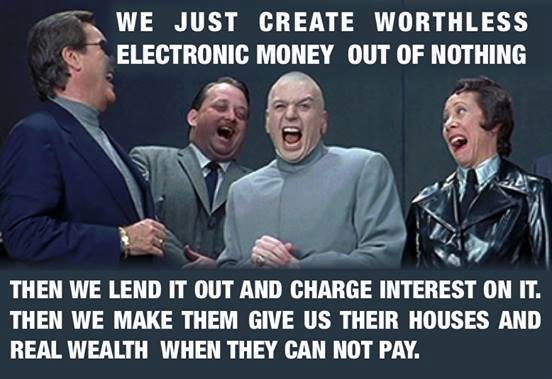 WE JUST CREATE WORTHLESS
ELECTRONIC MONEY OUT OF NOTHING
THEN WE LEND IT OUT AND CHARGE INTEREST ON IT.
THEN WE MAKE THEM GIVE US THEIR HOUSES AND
REAL WEALTH WHEN THEY CAN NOT PAY.